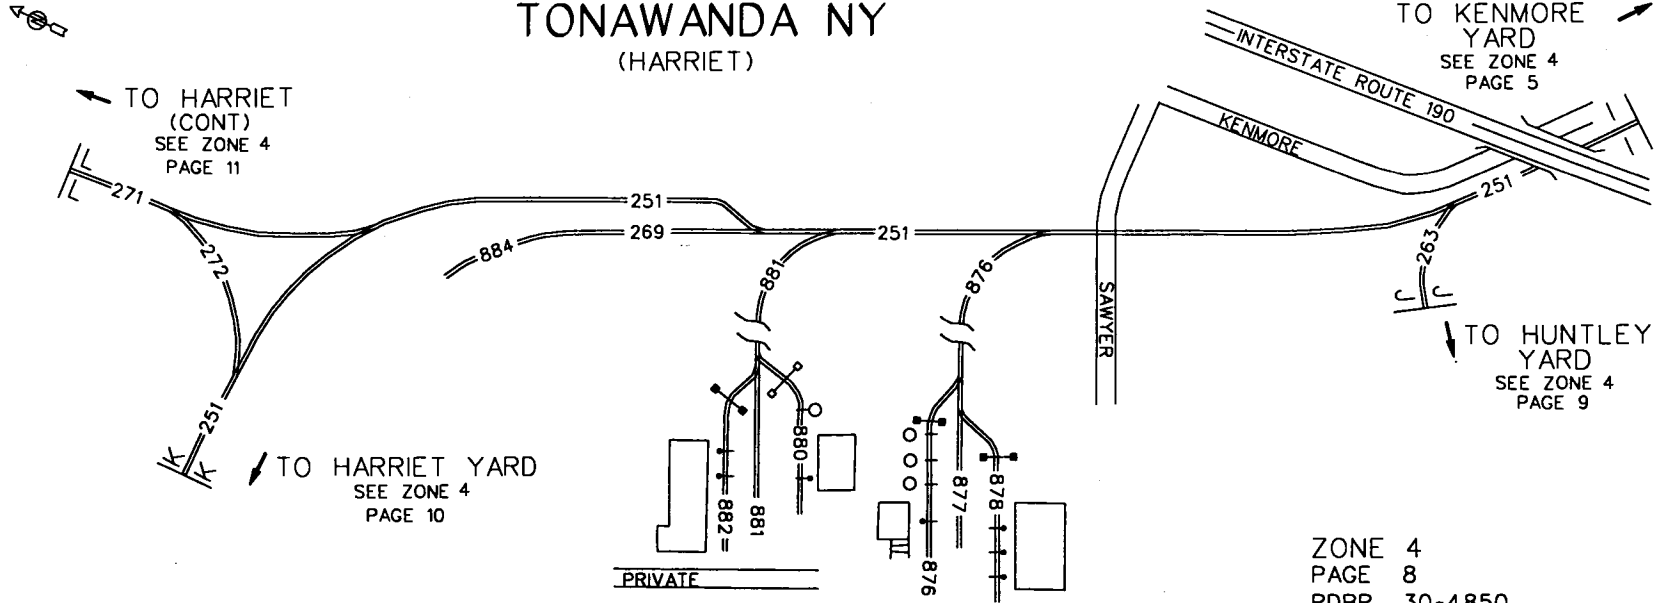 TONAWANDA NY
(HARRIET)
TO KENMORE
YARD
SEE ZONE 4
PAGE 5
INTERSTATE ROUTE 190
KENMORE
TO HARRIET
(CONT)
SEE ZONE 4
PAGE 11
L
L
271
251
251
272
884
269
251
263
881
876
SAWYER
J
J
TO HUNTLEY
YARD
SEE ZONE 4
PAGE 9
251
K
K
TO HARRIET YARD
SEE ZONE 4
PAGE 10
880
882
881
877
878
876
PRIVATE
ZONE 4
PAGE 8
RDBR 30-4850